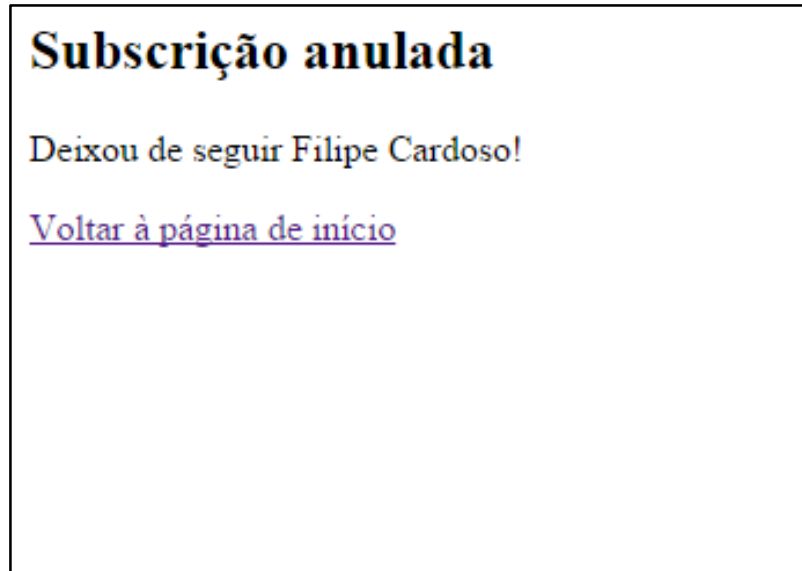 Subscrição anulada
Deixou de seguir Filipe Cardoso!
Voltar à página de início